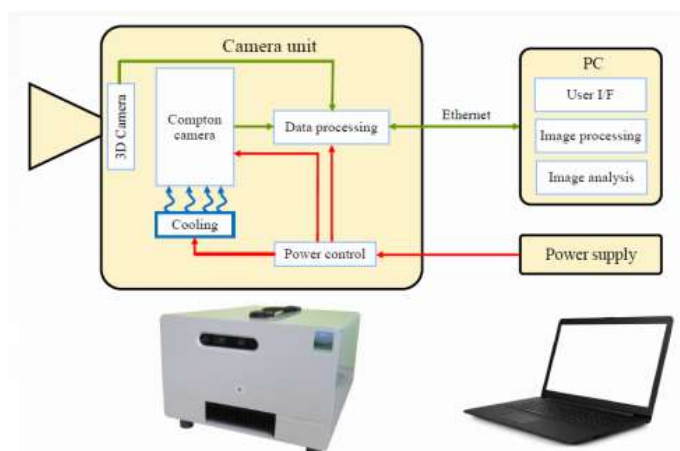 Camera unit
3D Camera
Compton
camera
Data processing
Cooling
Power control
Ethernet
PC
User I/F
Image processing
Image analysis
Power supply